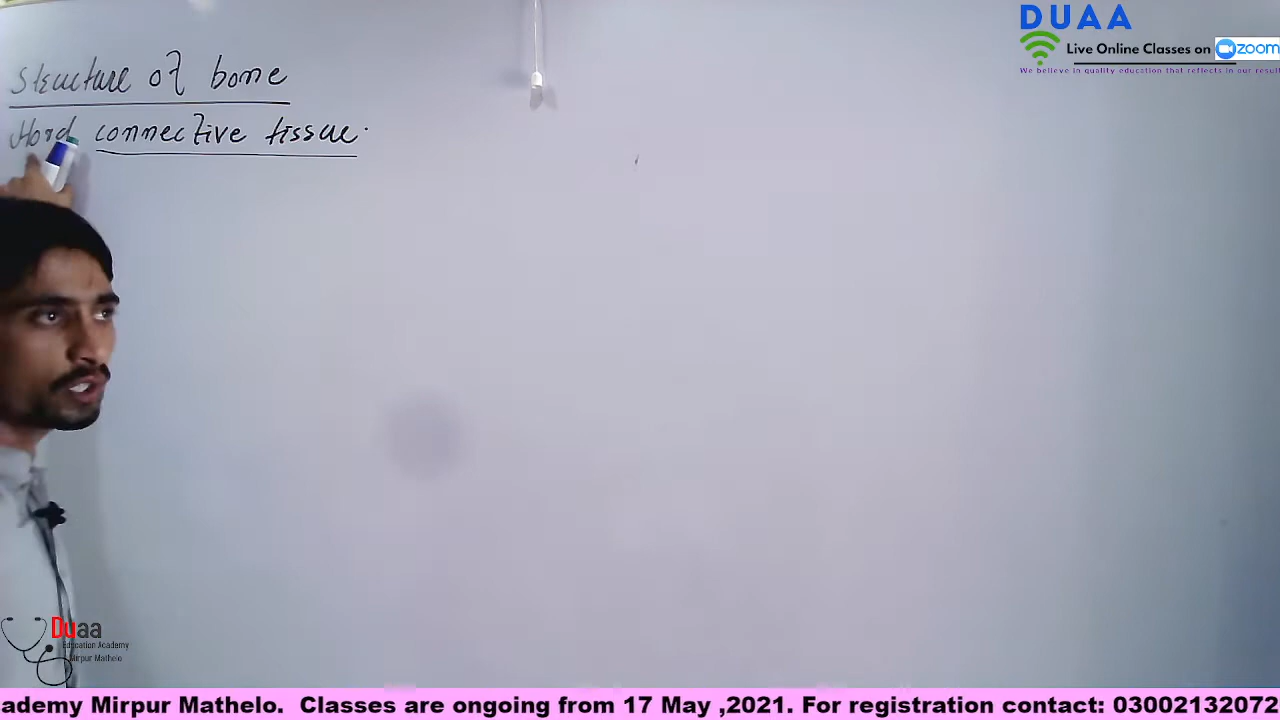 Structure of bone
Hard connective tissue.
DUAA
Live Online Classes on zoom
We believe in quality education that reflects in our result
Duaa
Education Academy
Mirpur Mathelo
cademy Mirpur Mathelo. Classes are ongoing from 17 May ,2021. For registration contact: 03002132072